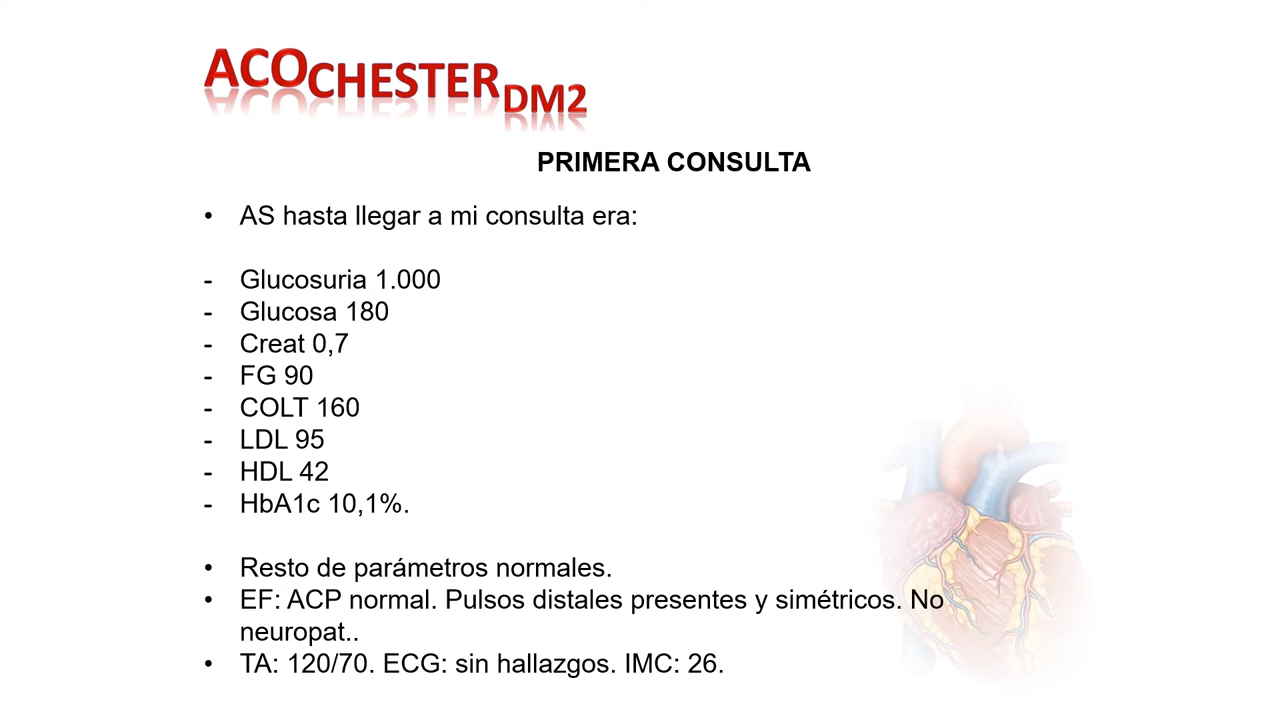 ACOCHESTERDM2
PRIMERA CONSULTA
• AS hasta llegar a mi consulta era:
- Glucosuria 1.000
- Glucosa 180
- Creat 0,7
- FG 90
- COLT 160
- LDL 95
- HDL 42
- HbA1c 10,1%.
• Resto de parámetros normales.
• EF: ACP normal. Pulsos distales presentes y simétricos. No
neuropat..
• TA: 120/70. ECG: sin hallazgos. IMC: 26.